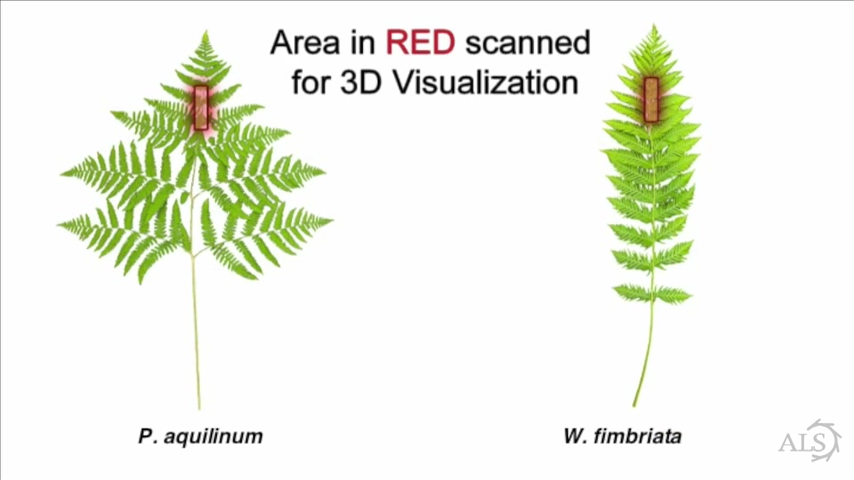 Area in RED scanned
for 3D Visualization
P. aquilinum
W. fimbriata
ALS